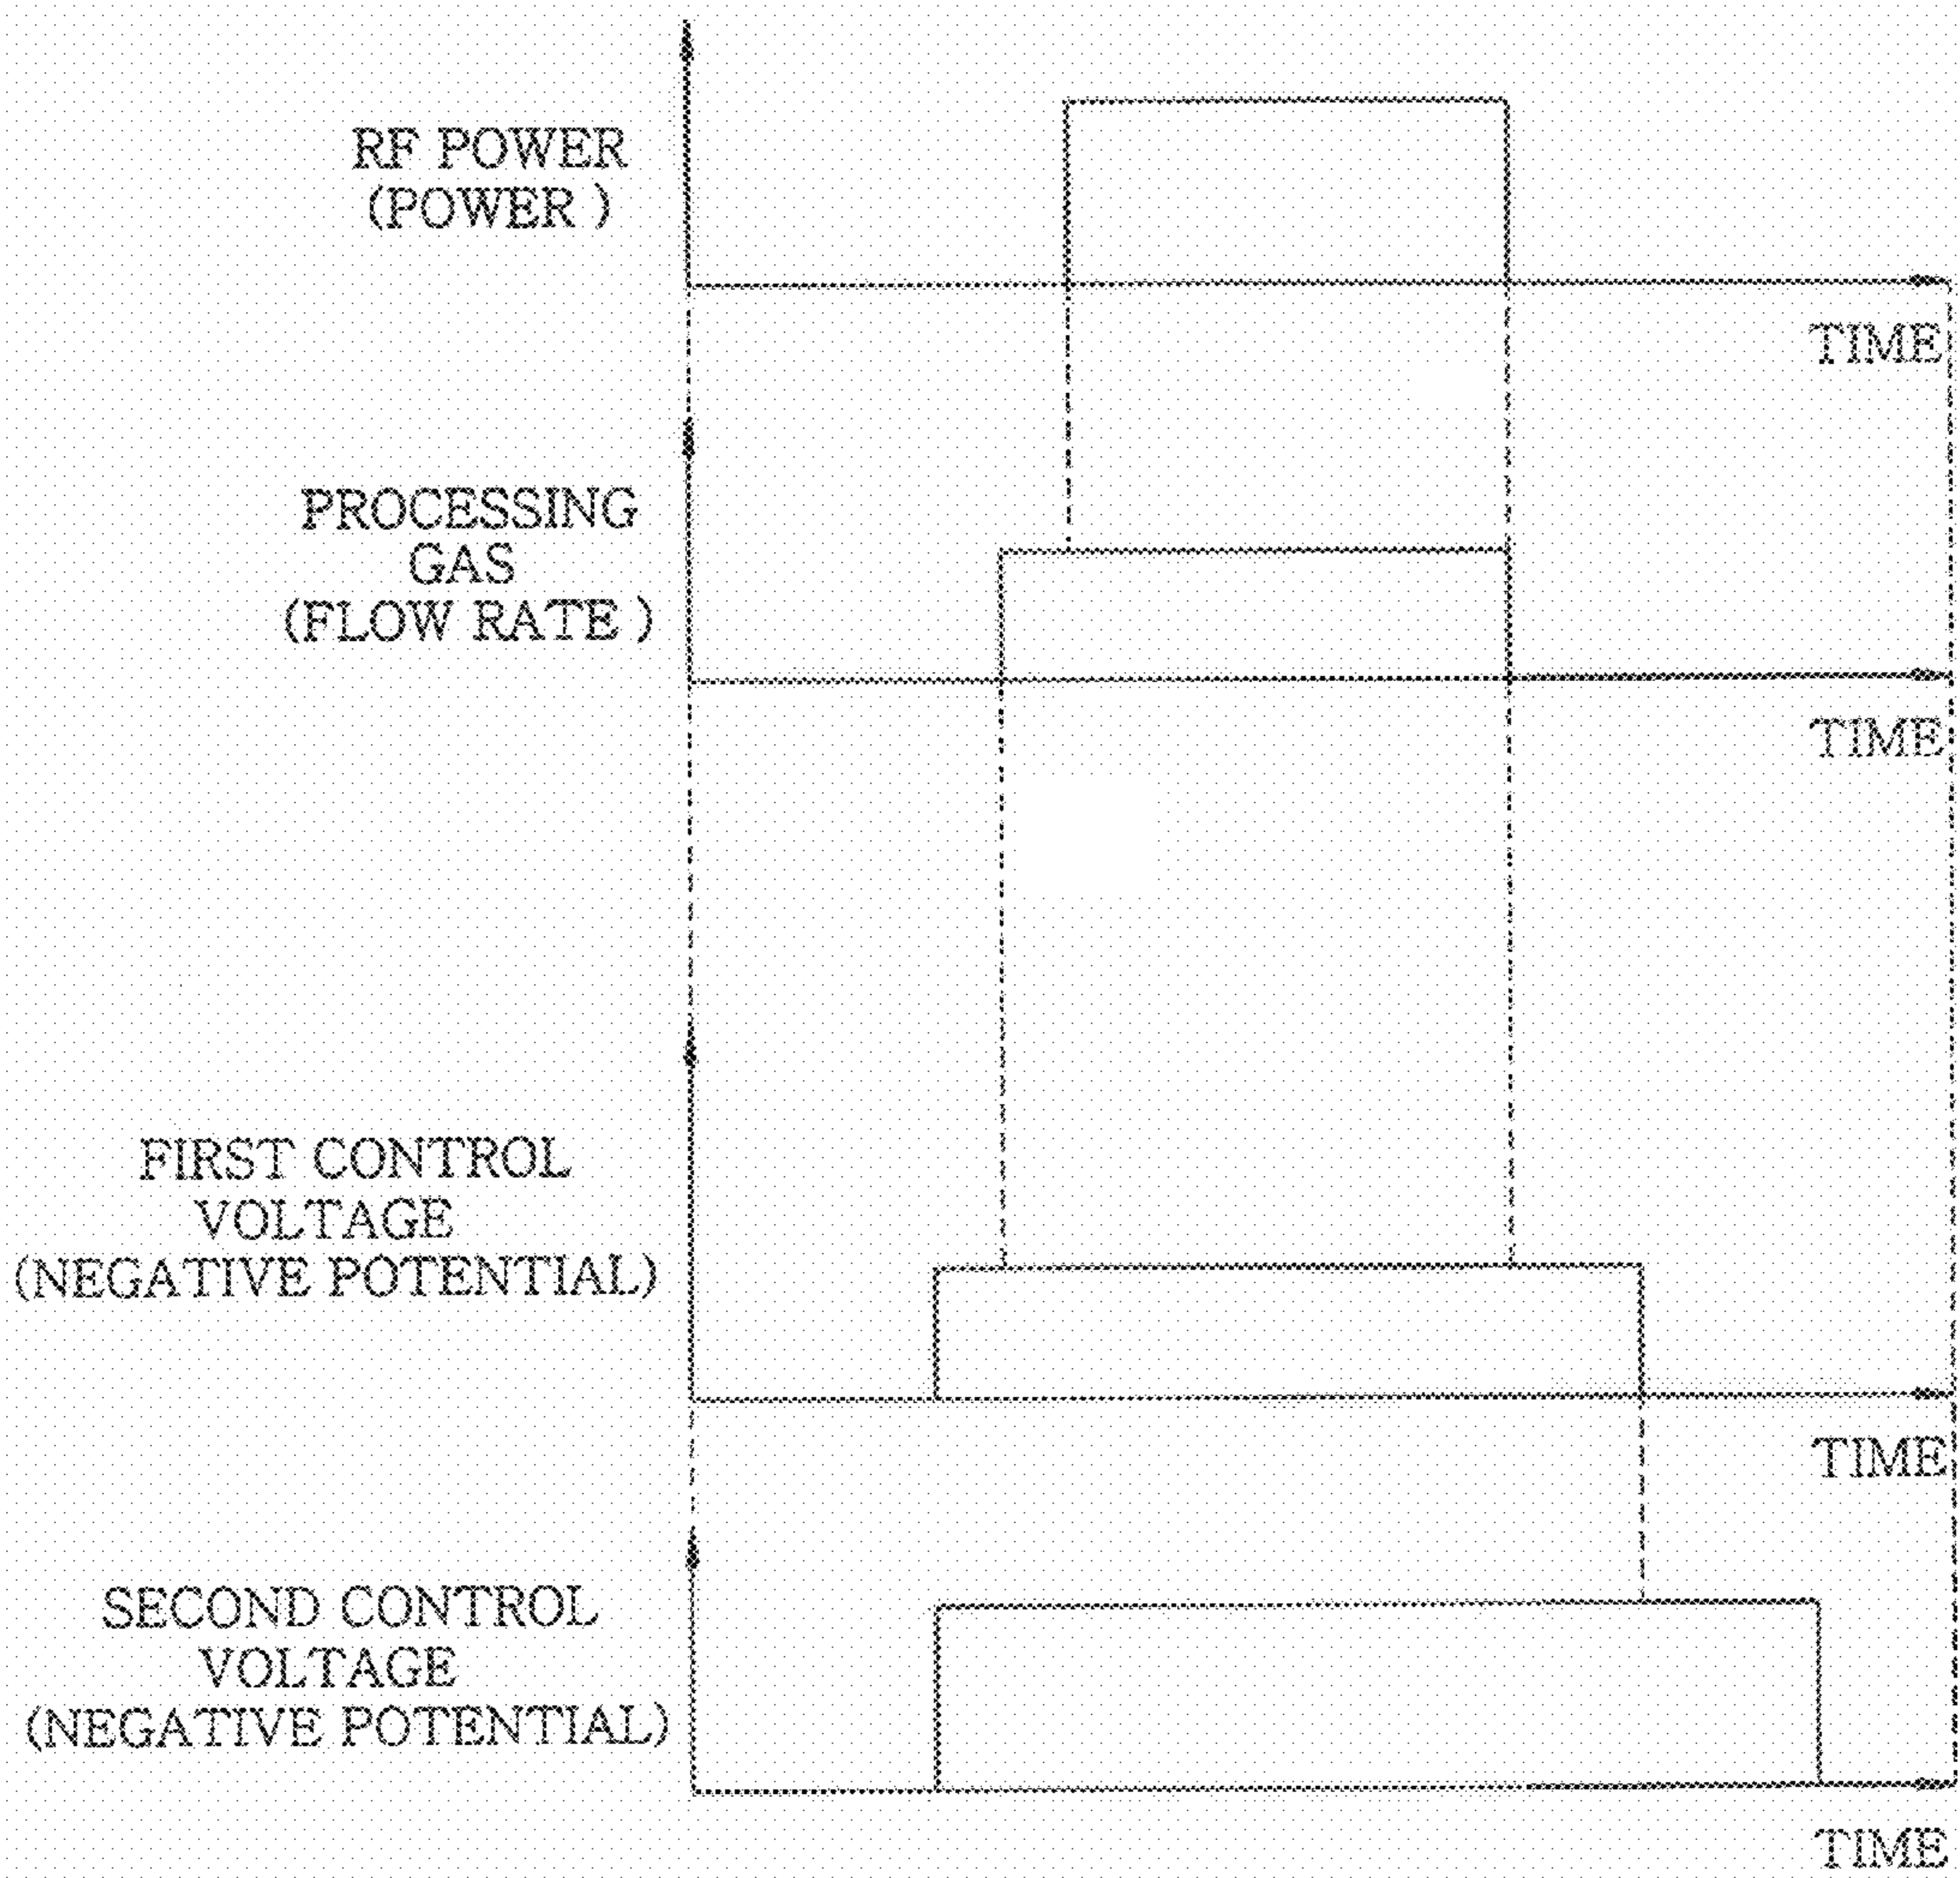 RF POWER
(POWER )
TIME
PROCESSING
GAS
(FLOW RATE )
TIME
FIRST CONTROL
VOLTAGE
(NEGATIVE POTENTIAL)
TIME
SECOND CONTROL
VOLTAGE
(NEGATIVE POTENTIAL)
TIME